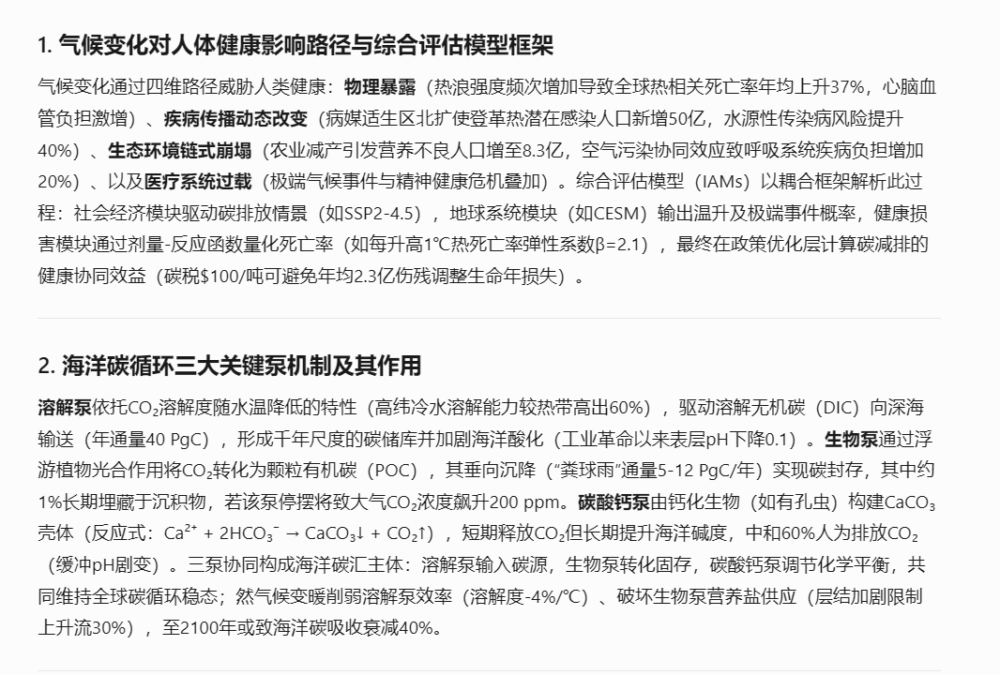 1. 气候变化对人体健康影响路径与综合评估模型框架
气候变化通过四维路径威胁人类健康：物理暴露（热浪强度频次增加导致全球热相关死亡率年均上升37%，心脑血
管负担激增）、疾病传播动态改变（病媒适生区北扩使登革热潜在感染人口新增50亿，水源性传染病风险提升
40%）、生态环境链式崩塌（农业减产引发营养不良人口增至8.3亿，空气污染协同效应致呼吸系统疾病负担增加
20%）、以及医疗系统过载（极端气候事件与精神健康危机叠加）。综合评估模型（IAMs）以耦合框架解析此过
程：社会经济模块驱动碳排放情景（如SSP2-4.5），地球系统模块（如CESM）输出温升及极端事件概率，健康损
害模块通过剂量-反应函数量化死亡率（如每升高1℃热死亡率弹性系数β=2.1），最终在政策优化层计算碳减排的
健康协同效益（碳税$100/吨可避免年均2.3亿伤残调整生命年损失）。
2. 海洋碳循环三大关键泵机制及其作用
溶解泵依托CO₂溶解度随水温降低的特性（高纬冷水溶解能力较热带高出60%），驱动溶解无机碳（DIC）向深海
输送（年通量40 PgC），形成千年尺度的碳储库并加剧海洋酸化（工业革命以来表层pH下降0.1）。生物泵通过浮
游植物光合作用将CO₂转化为颗粒有机碳（POC），其垂向沉降（“粪球雨”通量5-12 PgC/年）实现碳封存，其中约
1%长期埋藏于沉积物，若该泵停摆将致大气CO₂浓度飙升200 ppm。碳酸钙泵由钙化生物（如有孔虫）构建CaCO₃
壳体（反应式：Ca²⁺ + 2HCO₃⁻ → CaCO₃↓ + CO₂↑），短期释放CO₂但长期提升海洋碱度，中和60%人为排放CO₂
（缓冲pH剧变）。三泵协同构成海洋碳汇主体：溶解泵输入碳源，生物泵转化固存，碳酸钙泵调节化学平衡，共
同维持全球碳循环稳态；然气候变暖削弱溶解泵效率（溶解度-4%/℃）、破坏生物泵营养盐供应（层结加剧限制
上升流30%），至2100年或致海洋碳吸收衰减40%。